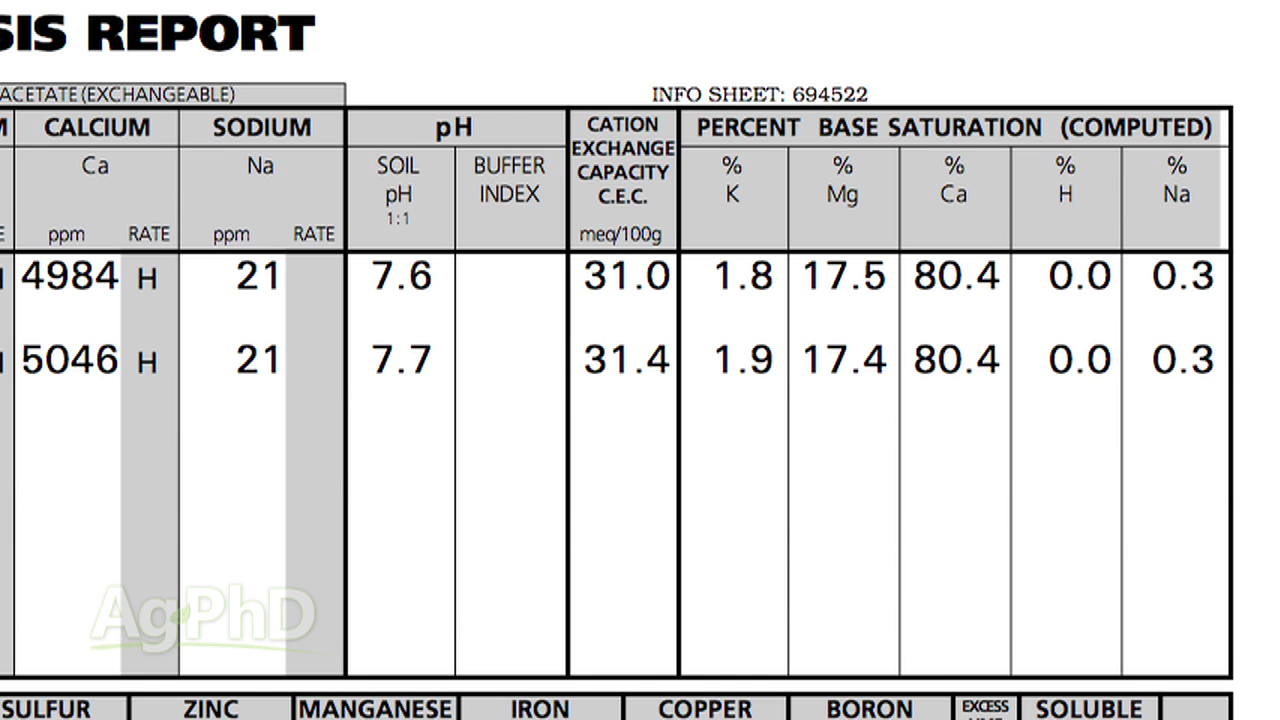 SIS REPORT
ACETATE (EXCHANGEABLE)
INFO SHEET: 694522
M CALCIUM SODIUM pH CATION EXCHANGE CAPACITY C.E.C. PERCENT BASE SATURATION (COMPUTED)
Ca Na SOIL pH 1:1 BUFFER INDEX % K % Mg % Ca % H % Na
E ppm RATE ppm RATE meq/100g
4984 H 21 7.6 31.0 1.8 17.5 80.4 0.0 0.3
5046 H 21 7.7 31.4 1.9 17.4 80.4 0.0 0.3
AgPhD
SULFUR ZINC MANGANESE IRON COPPER BORON EXCESS SOLUBLE